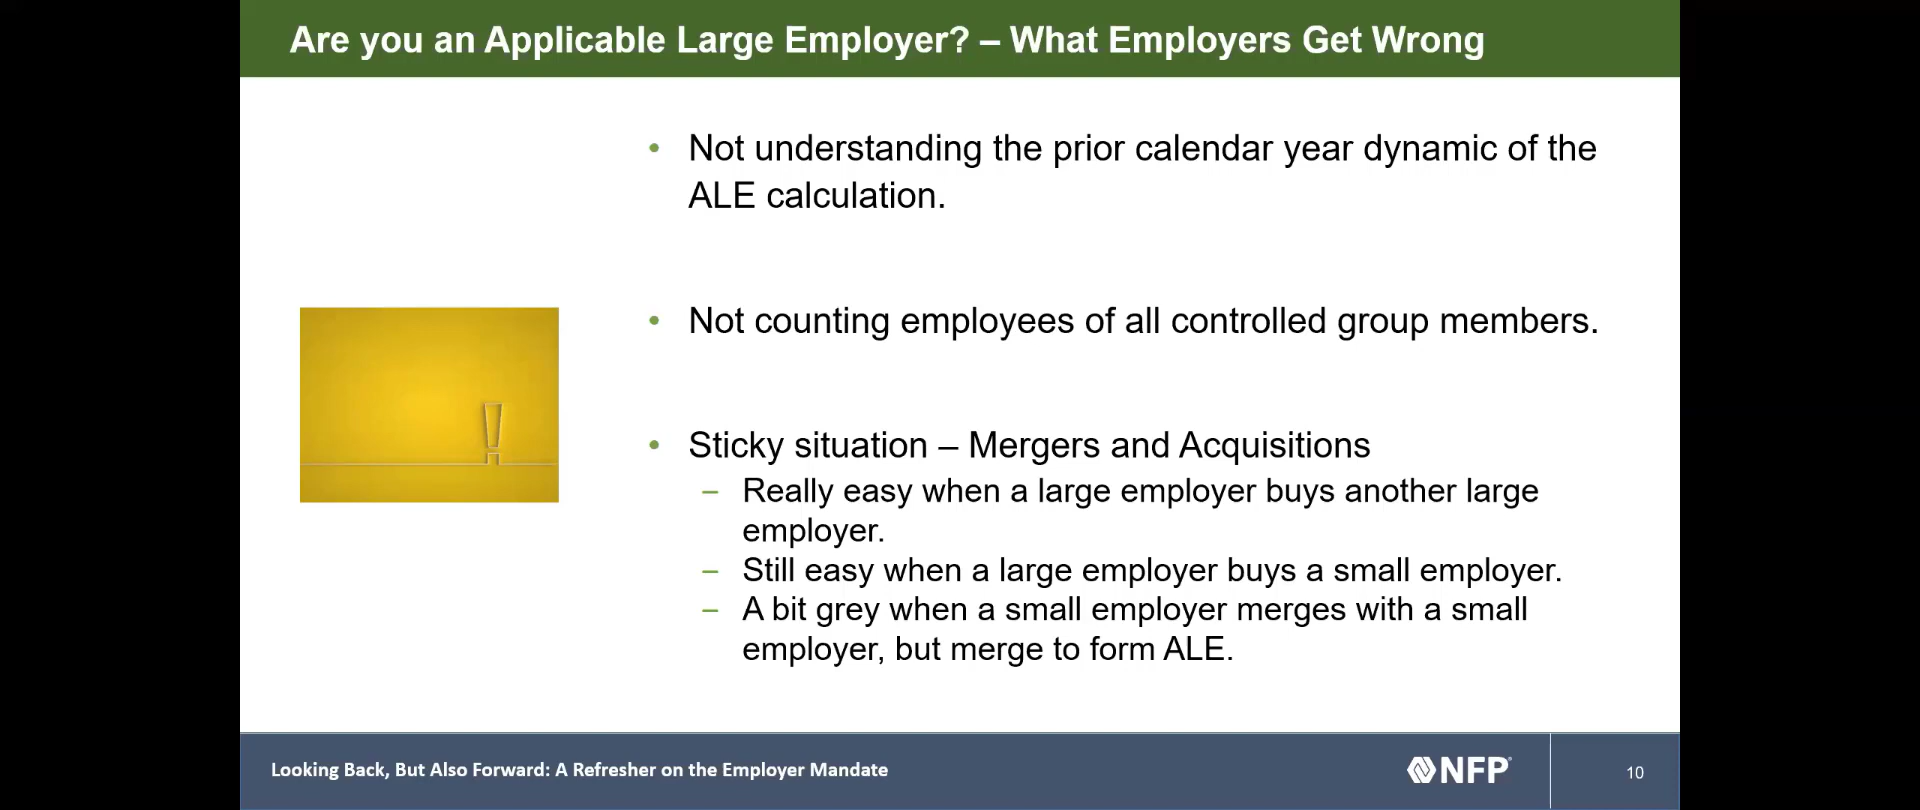 Are you an Applicable Large Employer? – What Employers Get Wrong
• Not understanding the prior calendar year dynamic of the
ALE calculation.
• Not counting employees of all controlled group members.
• Sticky situation – Mergers and Acquisitions
– Really easy when a large employer buys another large
employer.
– Still easy when a large employer buys a small employer.
– A bit grey when a small employer merges with a small
employer, but merge to form ALE.
Looking Back, But Also Forward: A Refresher on the Employer Mandate
NFP
10